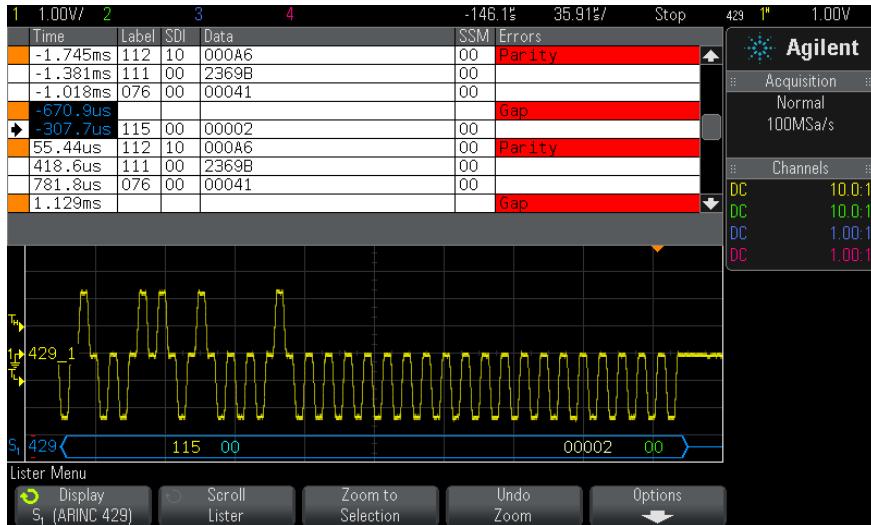 1 1.00V/ 2 3 4 -146.1% 35.91%/ Stop 429 1 1.00V
Time Label SDI Data SSM Errors
-1.745ms 112 10 000A6 00 Parity
-1.381ms 111 00 2369B 00
-1.018ms 076 00 00041 00
-670.9us Gap
-307.7us 115 00 00002 00
55.44us 112 10 000A6 00 Parity
418.6us 111 00 2369B 00
781.8us 076 00 00041 00
1.129ms Gap
Agilent
Acquisition
Normal
100MSa/s
Channels
DC 10.0:1
DC 10.0:1
DC 1.00:1
DC 1.00:1
TH
1 429_1
TL
S1 429 115 00 00002 00
Lister Menu
Display Scroll Zoom to Undo Options
S1 (ARINC 429) Lister Selection Zoom